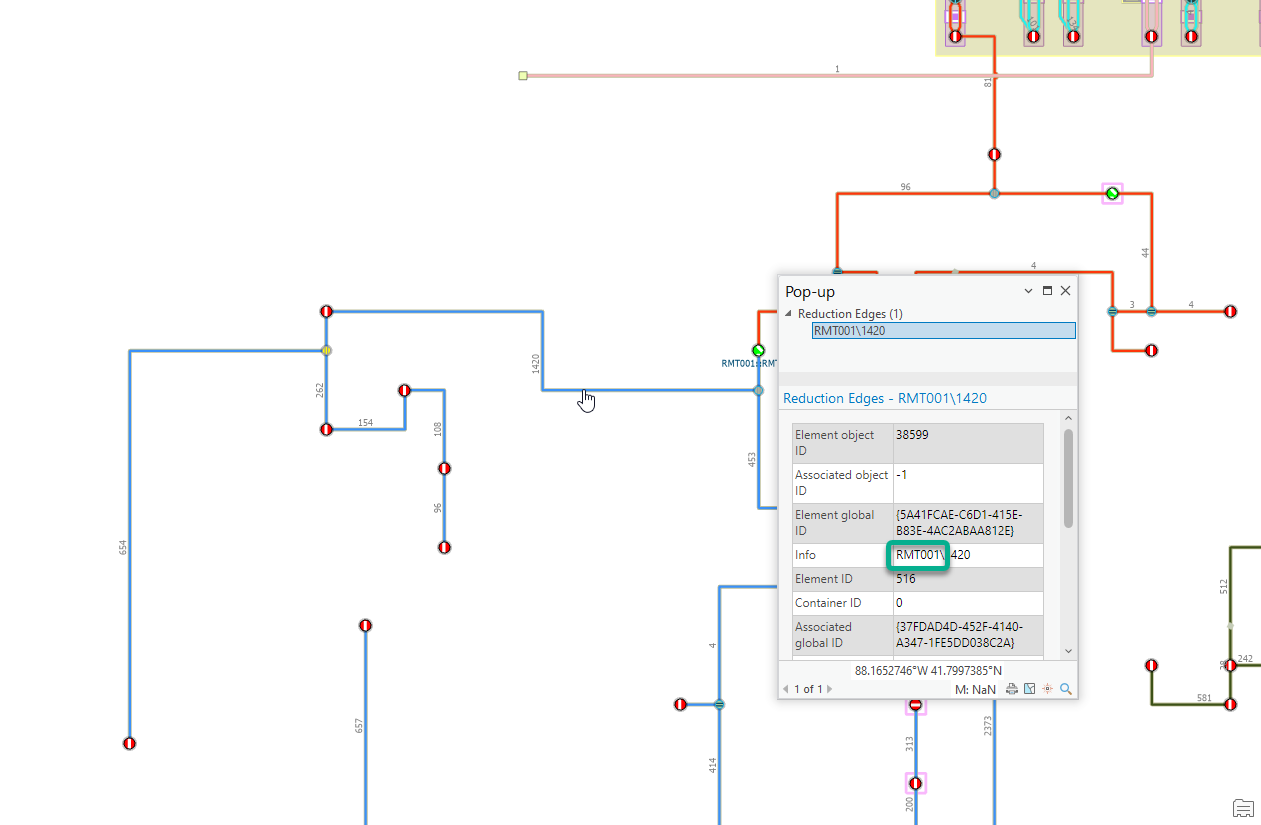 1
81
96
44
4
3
4
Pop-up
Reduction Edges (1)
RMT001\1420
RMT001::RMT
1420
262
154
108
96
453
654
657
4
414
313
200
2373
512
242
581
Reduction Edges - RMT001\1420
Element object
ID
38599
Associated object
ID
-1
Element global
ID
{5A41FCAE-C6D1-415E-
B83E-4AC2ABAA812E}
Info
RMT001\420
Element ID
516
Container ID
0
Associated
global ID
{37FDAD4D-452F-4140-
A347-1FE5DD038C2A}
88.1652746°W 41.7997385°N
1 of 1
M: NaN